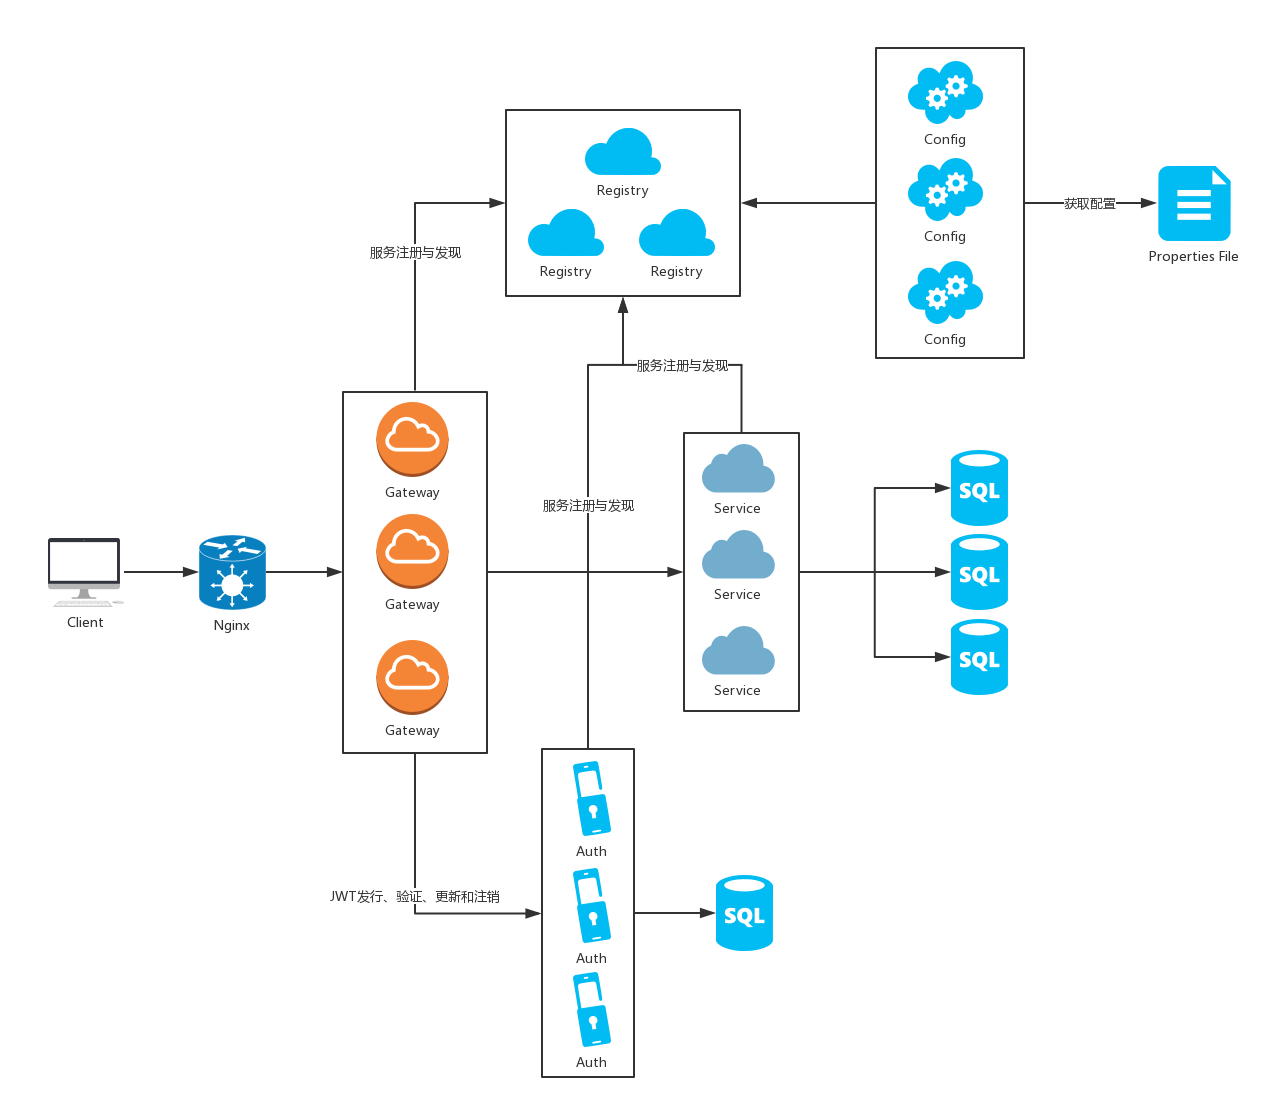 Config
Registry
Config
获取配置
服务注册与发现
Properties File
Registry
Registry
Config
服务注册与发现
Gateway
服务注册与发现
Service
SQL
Gateway
Service
SQL
Client
Nginx
SQL
Service
Gateway
Auth
JWT发行、验证、更新和注销
SQL
Auth
Auth